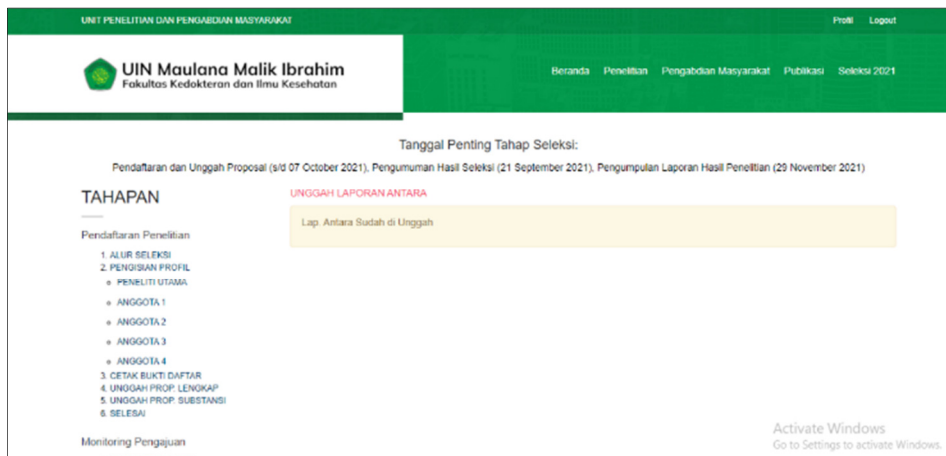 UNIT PENELITIAN DAN PENGABDIAN MASYARAKAT
Profil Logout
UIN Maulana Malik Ibrahim
Fakultas Kedokteran dan Ilmu Kesehatan
Beranda Penelitian Pengabdian Masyarakat Publikasi Seleksi 2021
Tanggal Penting Tahap Seleksi:
Pendaftaran dan Unggah Proposal (s/d 07 October 2021), Pengumuman Hasil Seleksi (21 September 2021), Pengumpulan Laporan Hasil Penelitian (29 November 2021)
TAHAPAN
Pendaftaran Penelitian
1. ALUR SELEKSI
2. PENGISIAN PROFIL
PENELITI UTAMA
ANGGOTA 1
ANGGOTA 2
ANGGOTA 3
ANGGOTA 4
3. CETAK BUKTI DAFTAR
4. UNGGAH PROP. LENGKAP
5. UNGGAH PROP. SUBSTANSI
6. SELESAI
Monitoring Pengajuan
UNGGAH LAPORAN ANTARA
Lap. Antara Sudah di Unggah
Activate Windows
Go to Settings to activate Windows.